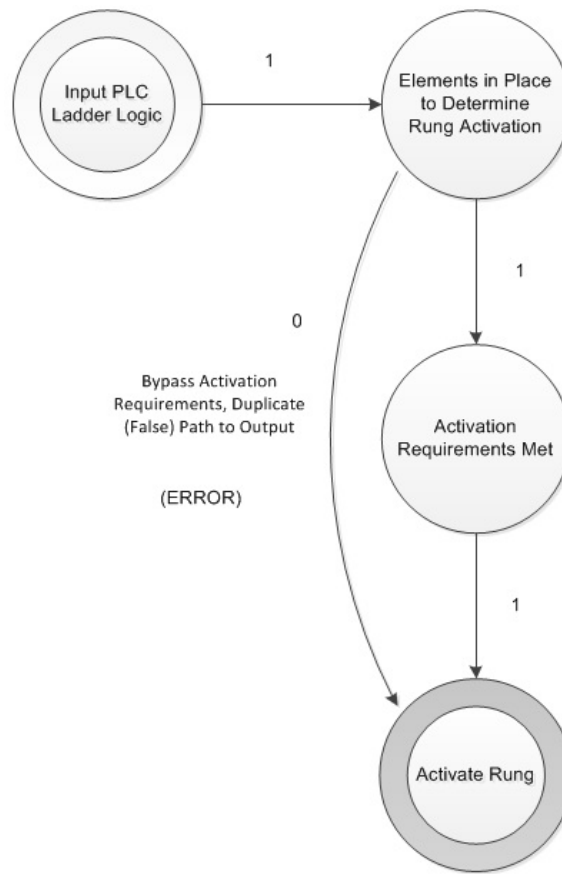 Input PLC
Ladder Logic
1
Elements in Place
to Determine
Rung Activation
1
0
Bypass Activation
Requirements, Duplicate
(False) Path to Output
(ERROR)
Activation
Requirements Met
1
Activate Rung